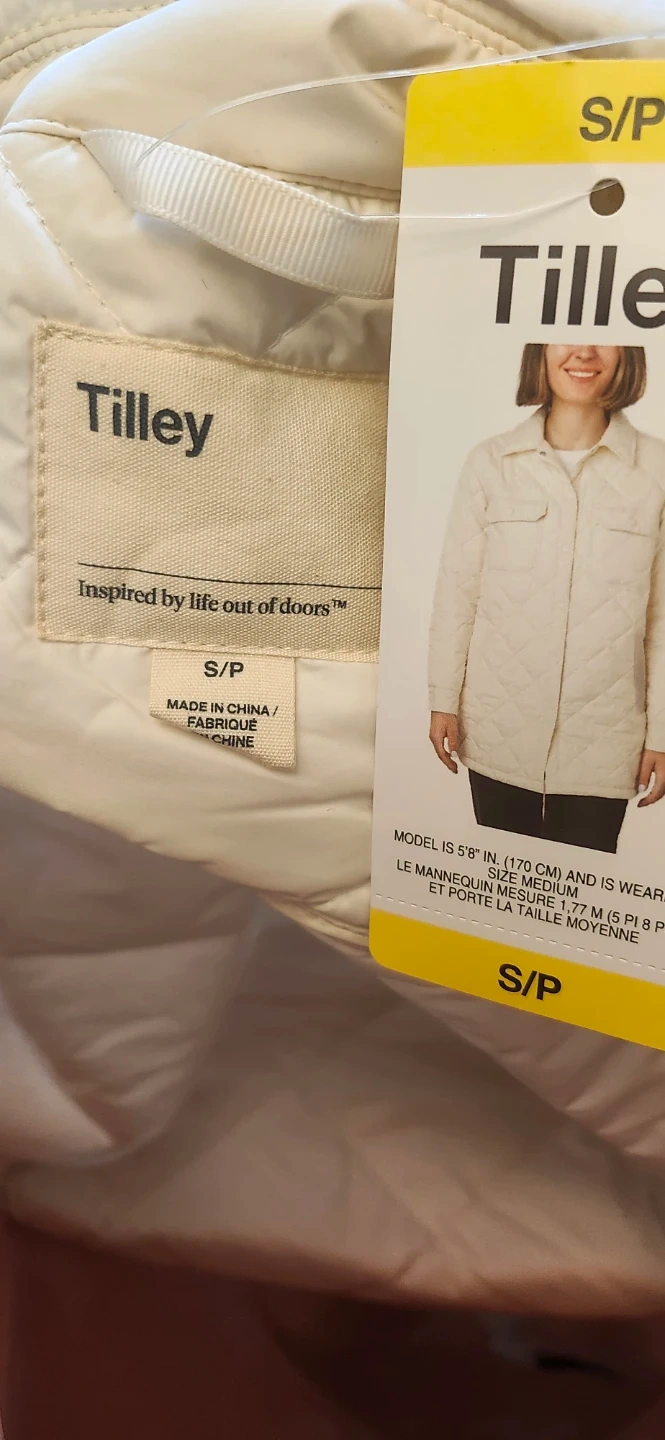 Tilley
Inspired by life out of doors™
S/P
MADE IN CHINA /
FABRIQUÉ
CHINE
S/P
Tille
MODEL IS 5'8" IN. (170 CM) AND IS WEAR
SIZE MEDIUM
LE MANNEQUIN MESURE 1,77 M (5 PI 8 P
ET PORTE LA TAILLE MOYENNE
S/P